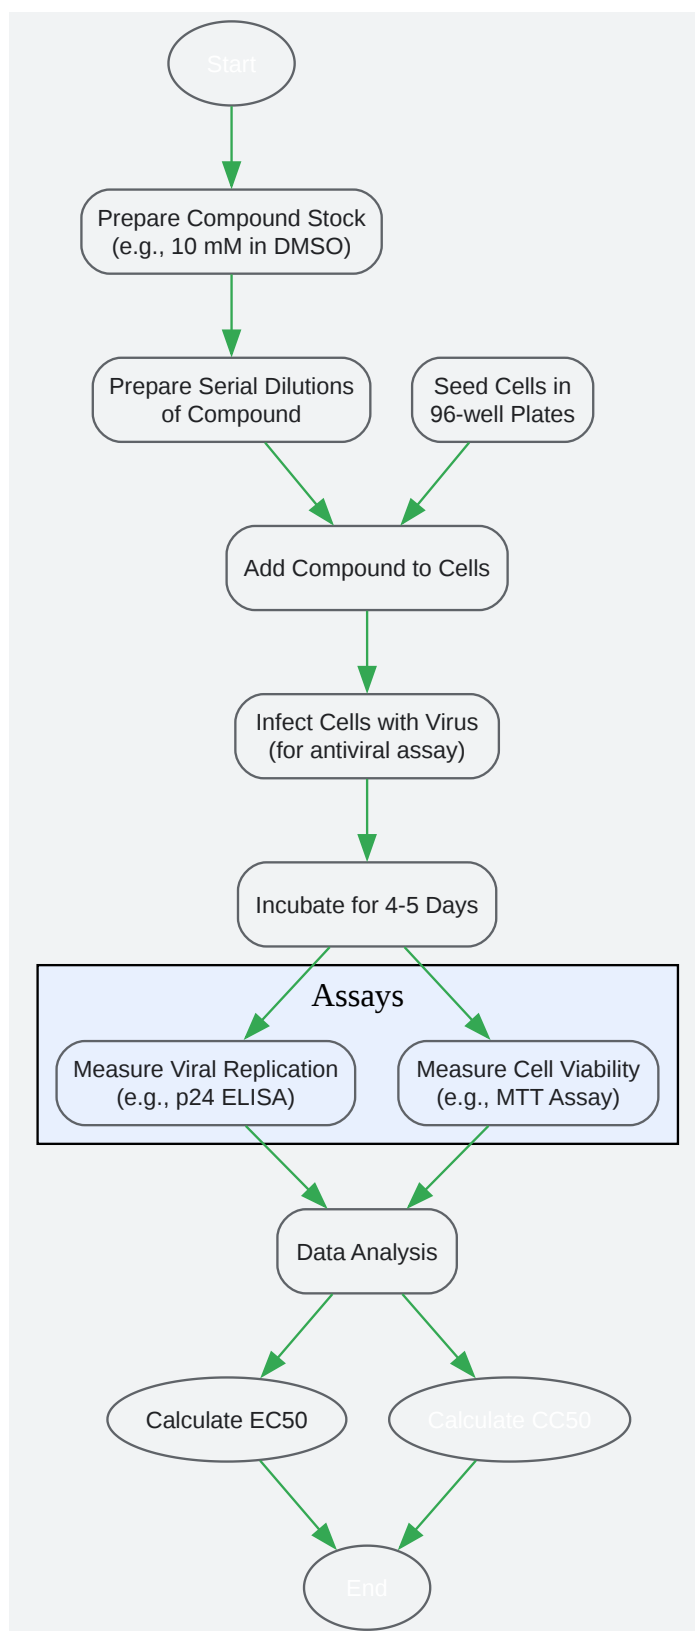 Start
Prepare Compound Stock
(e.g., 10 mM in DMSO)
Prepare Serial Dilutions
of Compound
Seed Cells in
96-well Plates
Add Compound to Cells
Infect Cells with Virus
(for antiviral assay)
Incubate for 4-5 Days
Assays
Measure Viral Replication
(e.g., p24 ELISA)
Measure Cell Viability
(e.g., MTT Assay)
Data Analysis
Calculate EC50
Calculate CC50
End